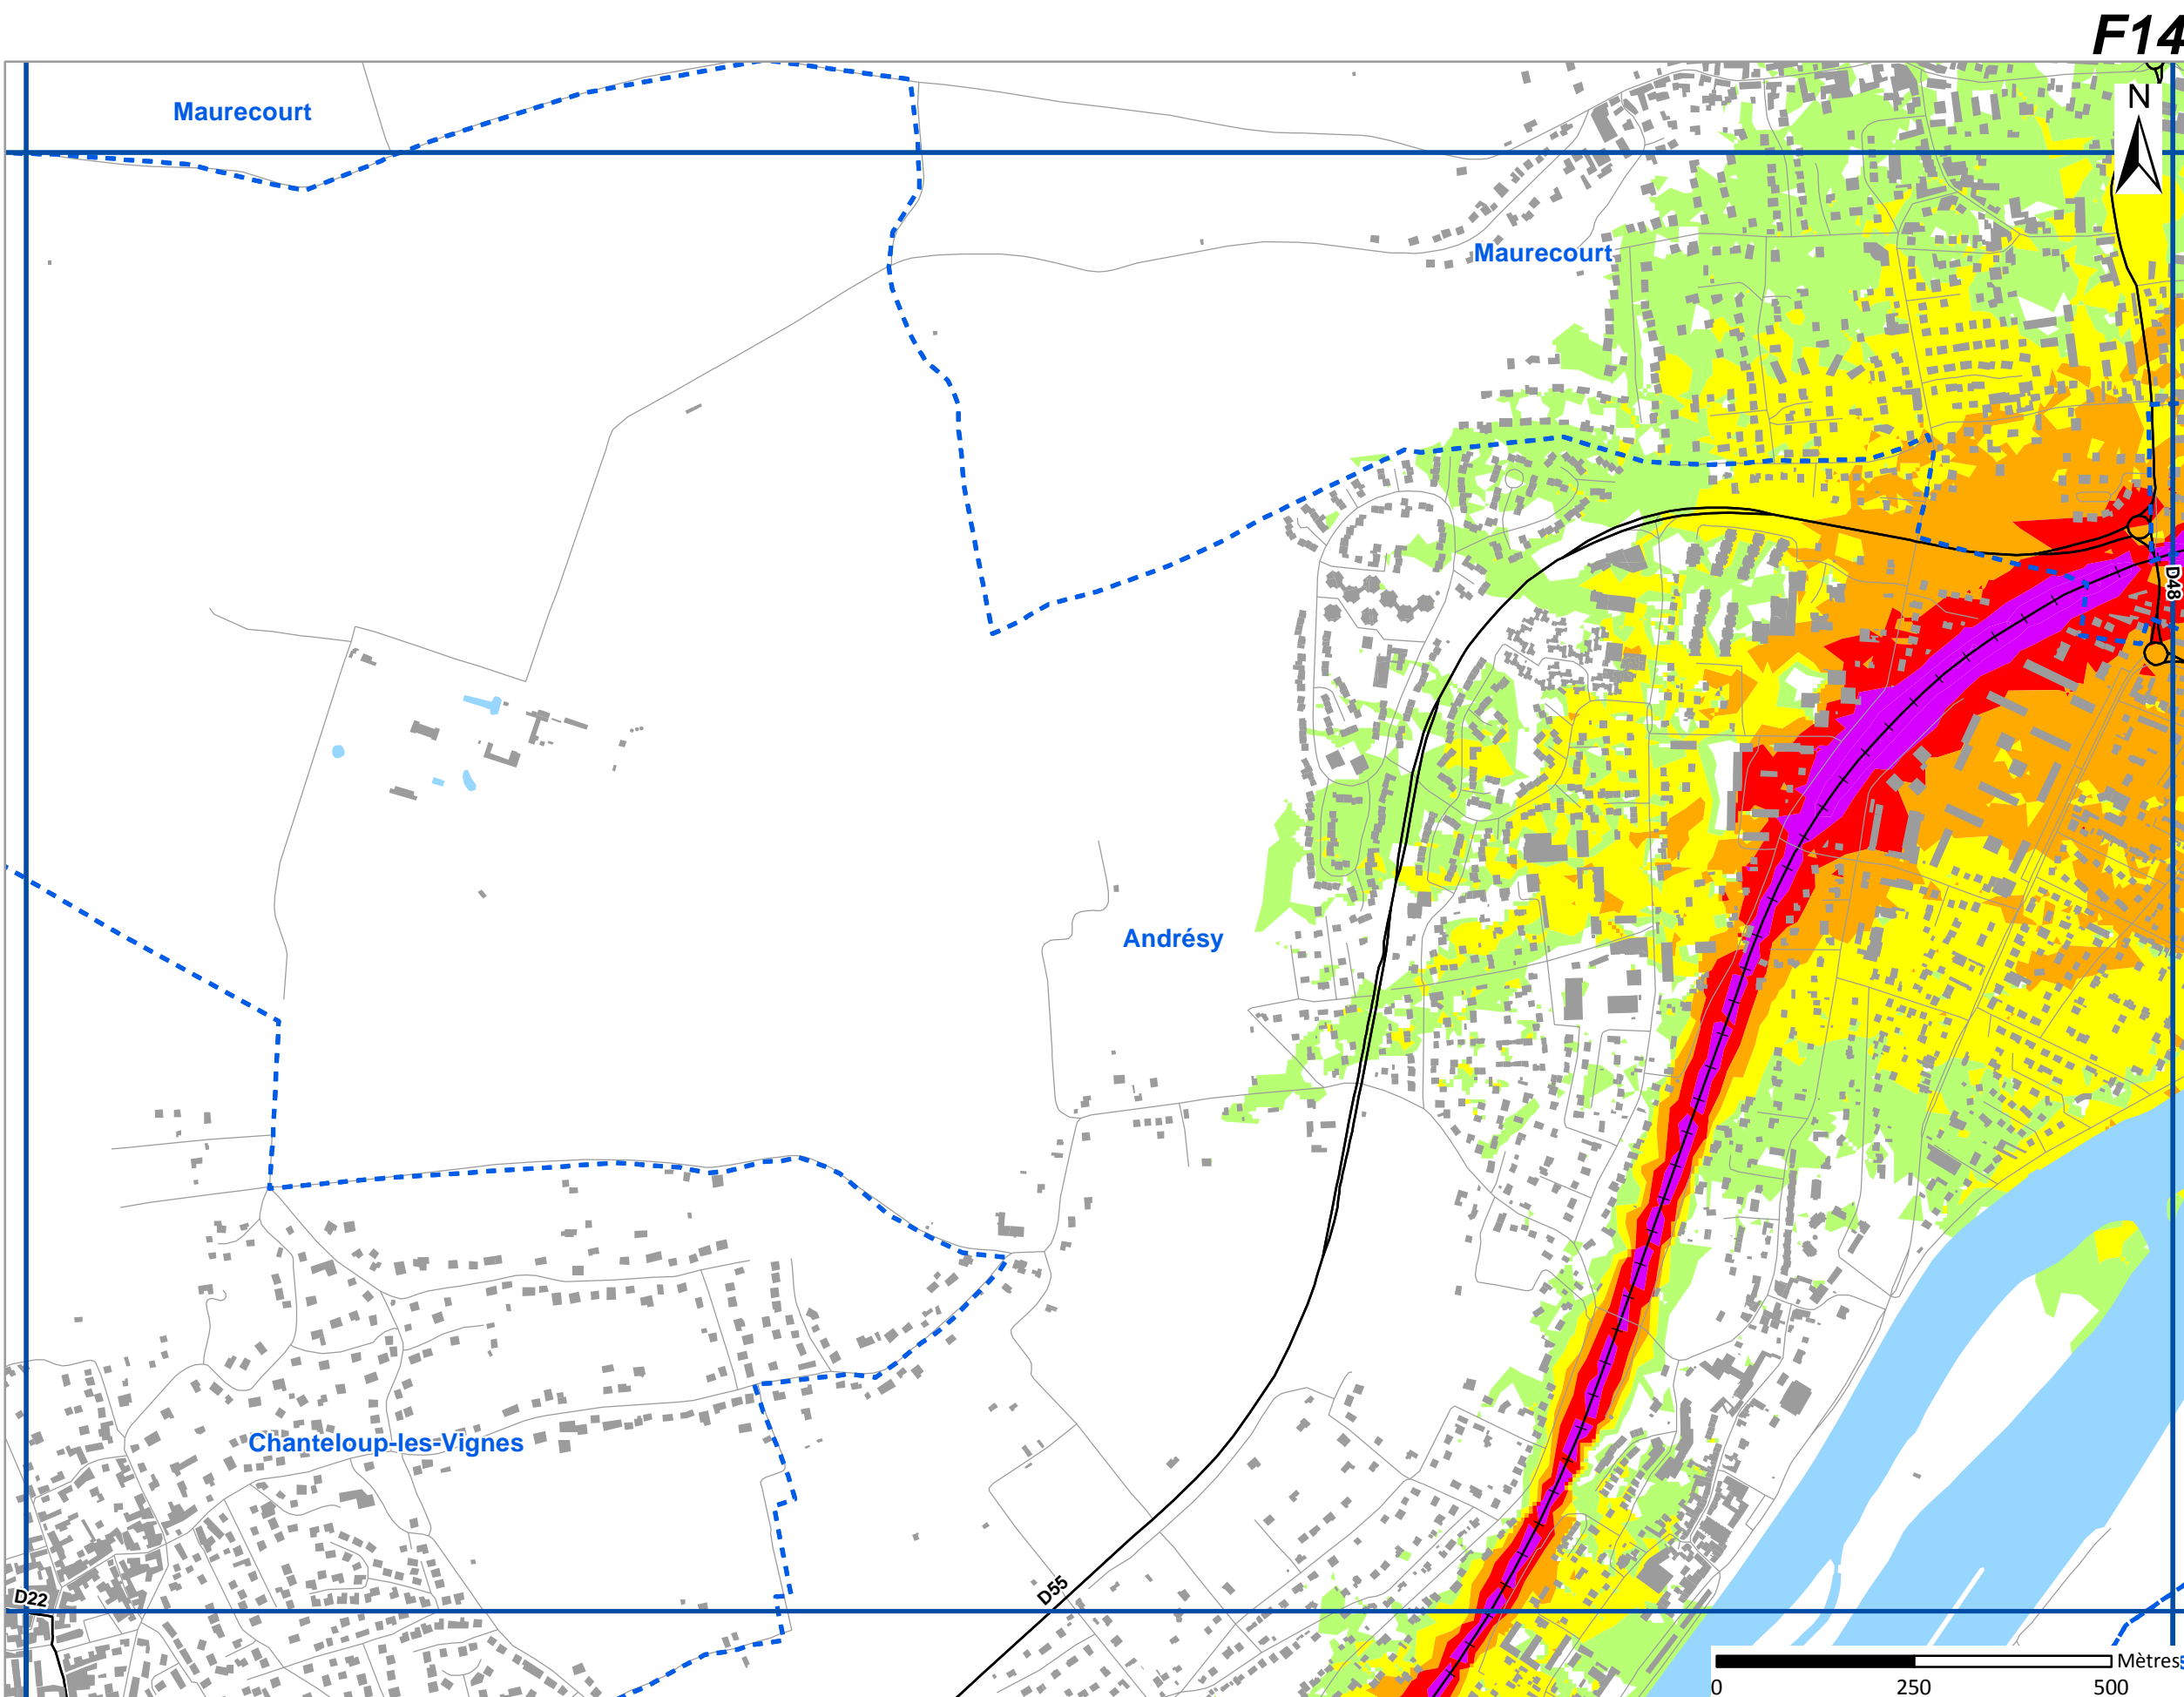 F14
Maurecourt
N
Maurecourt
D48
Andrésy
Chanteloup-les-Vignes
D22
D55
Mètres
0 250 500